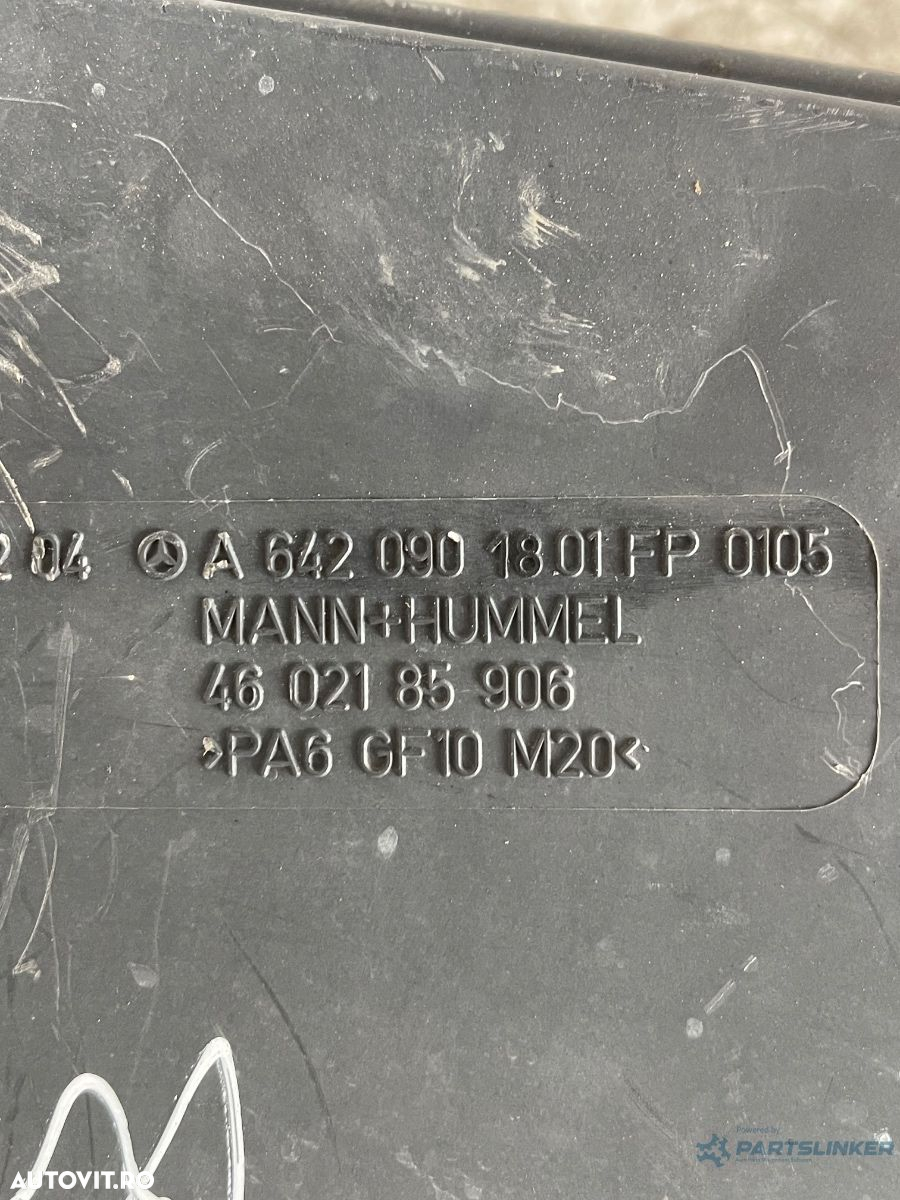 2 04 A 642 090 18 01 FP 0105
MANN+HUMMEL
46 021 85 906
>PA6 GF10 M20<
Powered by
PARTSLINKER
AUTOVIT.RO